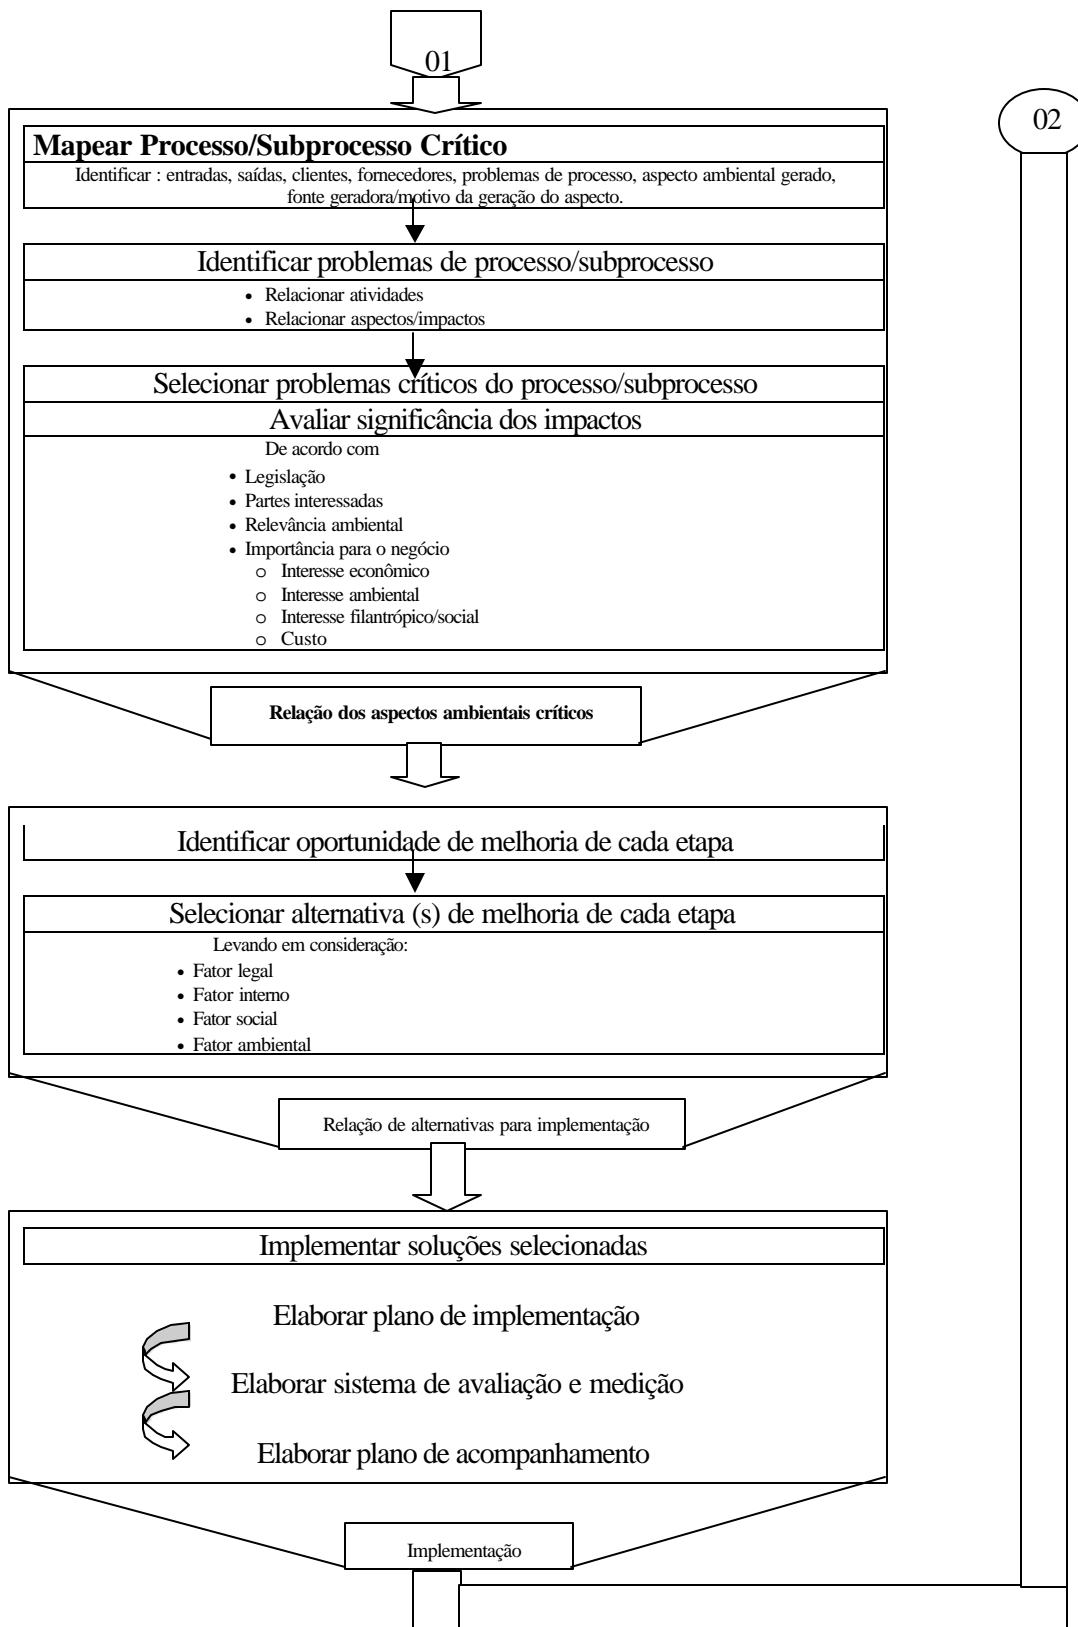 01
02
Mapear Processo/Subprocesso Crítico
Identificar : entradas, saídas, clientes, fornecedores, problemas de processo, aspecto ambiental gerado,
fonte geradora/motivo da geração do aspecto.
Identificar problemas de processo/subprocesso
• Relacionar atividades
• Relacionar aspectos/impactos
Selecionar problemas críticos do processo/subprocesso
Avaliar significância dos impactos
De acordo com
• Legislação
• Partes interessadas
• Relevância ambiental
• Importância para o negócio
o Interesse econômico
o Interesse ambiental
o Interesse filantrópico/social
o Custo
Relação dos aspectos ambientais críticos
Identificar oportunidade de melhoria de cada etapa
Selecionar alternativa (s) de melhoria de cada etapa
Levando em consideração:
• Fator legal
• Fator interno
• Fator social
• Fator ambiental
Relação de alternativas para implementação
Implementar soluções selecionadas
Elaborar plano de implementação
Elaborar sistema de avaliação e medição
Elaborar plano de acompanhamento
Implementação